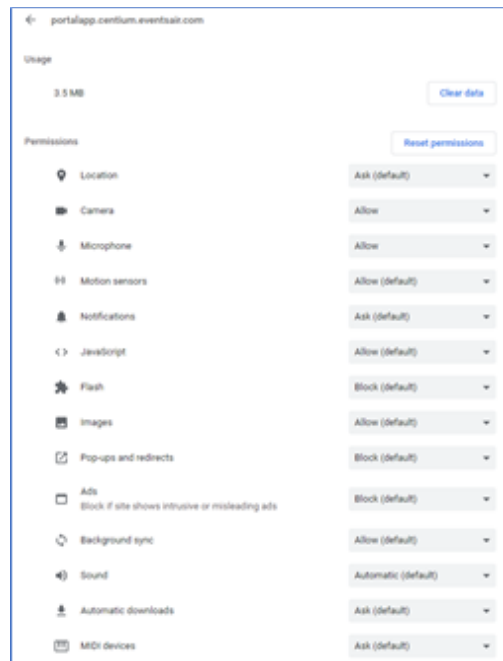 portalapp.centium.eventsair.com
Usage
3.5 MB Clear data
Permissions Reset permissions
Location Ask (default)
Camera Allow
Microphone Allow
Motion sensors Allow (default)
Notifications Ask (default)
JavaScript Allow (default)
Flash Block (default)
Images Allow (default)
Pop-ups and redirects Block (default)
Ads Block (default)
Block if site shows intrusive or misleading ads
Background sync Allow (default)
Sound Automatic (default)
Automatic downloads Ask (default)
MIDI devices Ask (default)